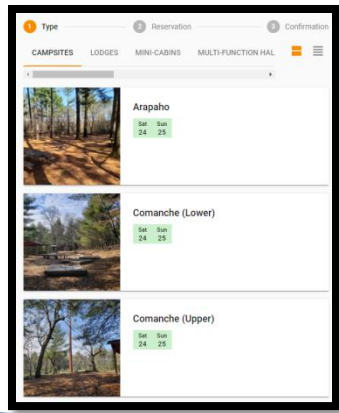 1 Type 2 Reservation 3 Confirmation
CAMPSITES LODGES MINI-CABINS MULTI-FUNCTION HAL
Arapaho
Sat Sun
24 25
Comanche (Lower)
Sat Sun
24 25
Comanche (Upper)
Sat Sun
24 25